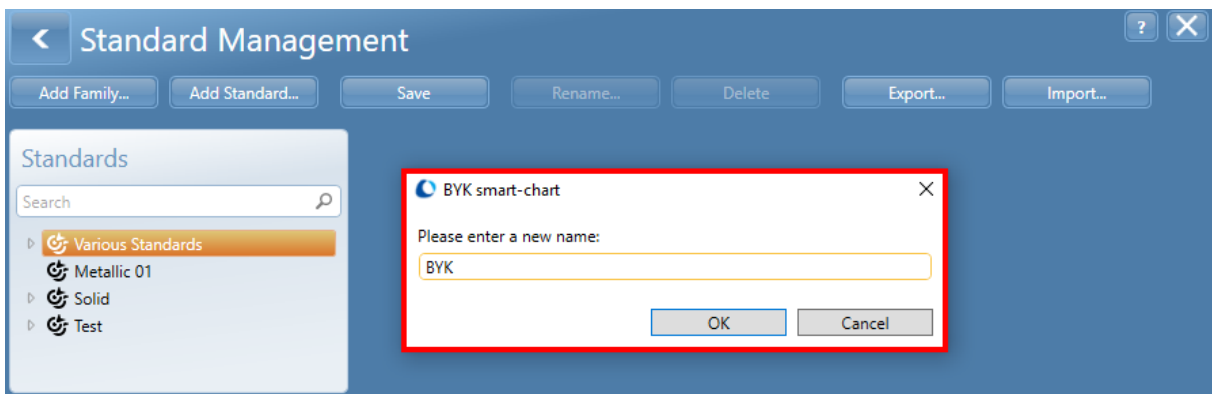 Standard Management
?
Add Family... Add Standard... Save Rename... Delete Export... Import...
Standards
Search
Various Standards
Metallic 01
Solid
Test
BYK smart-chart
Please enter a new name:
BYK
OK Cancel